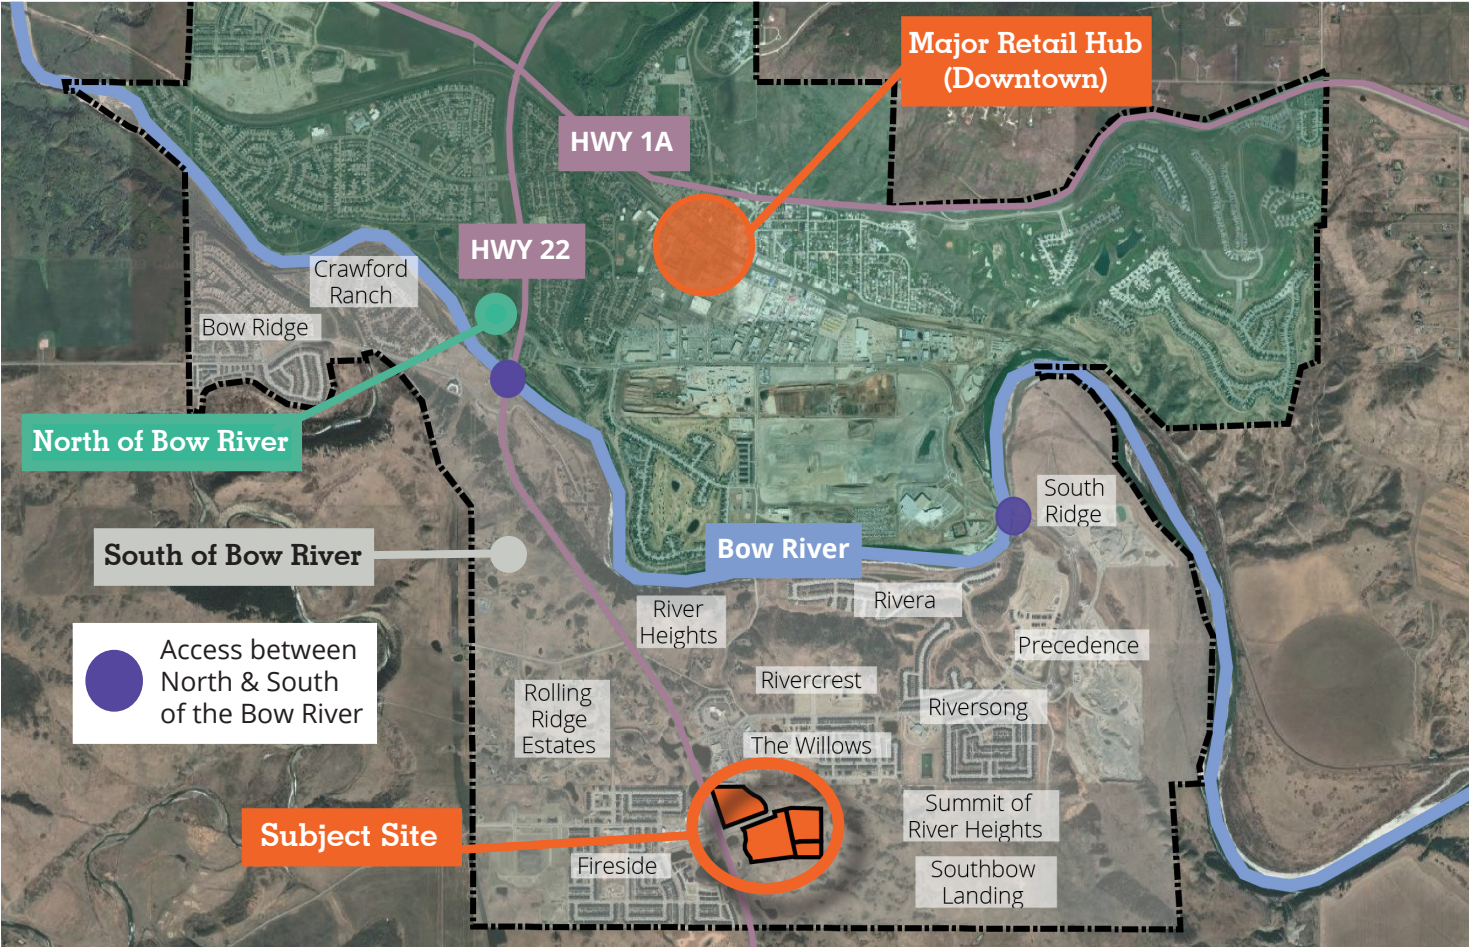 Major Retail Hub
(Downtown)
HWY 1A
HWY 22
Crawford
Ranch
Bow Ridge
North of Bow River
South
Ridge
South of Bow River
Bow River
Rivera
River
Heights
Precedence
Access between
North & South
of the Bow River
Rivercrest
Rolling
Ridge
Estates
Riversong
The Willows
Summit of
River Heights
Subject Site
Fireside
Southbow
Landing